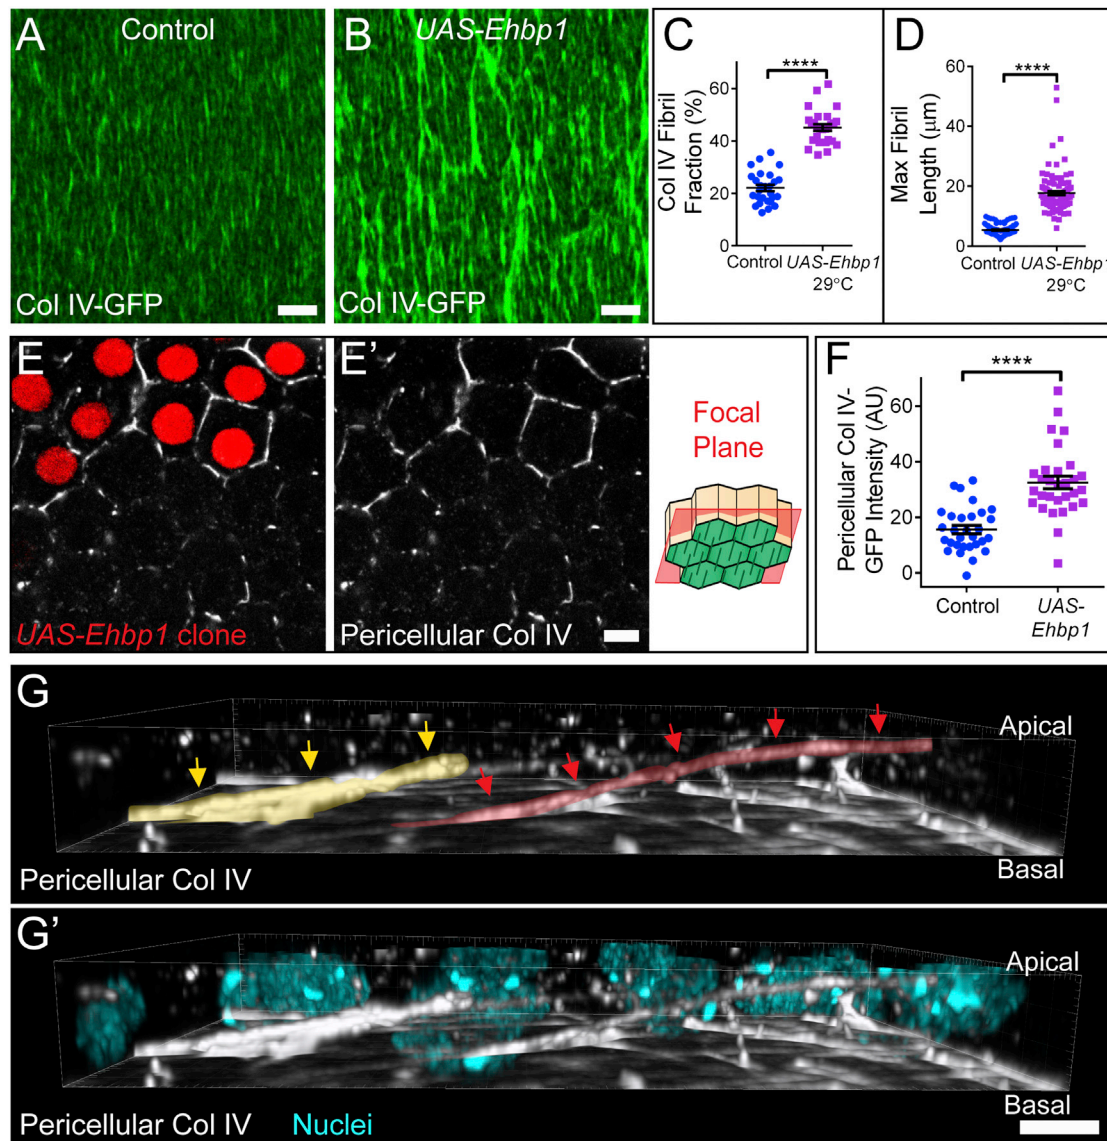 A
Control
Col IV-GFP
B
UAS-Ehbp1
Col IV-GFP
C
Col IV Fibril
Fraction (%)
60
40
20
0
****
Control
UAS-Ehbp1
29°C
D
Max Fibril
Length (μm)
60
40
20
0
****
Control
UAS-Ehbp1
29°C
E
UAS-Ehbp1 clone
E’
Pericellular Col IV
Focal
Plane
F
Pericellular Col IV-
GFP Intensity (AU)
60
40
20
0
****
Control
UAS-
Ehbp1
G
Apical
Basal
Pericellular Col IV
G’
Apical
Basal
Pericellular Col IV Nuclei